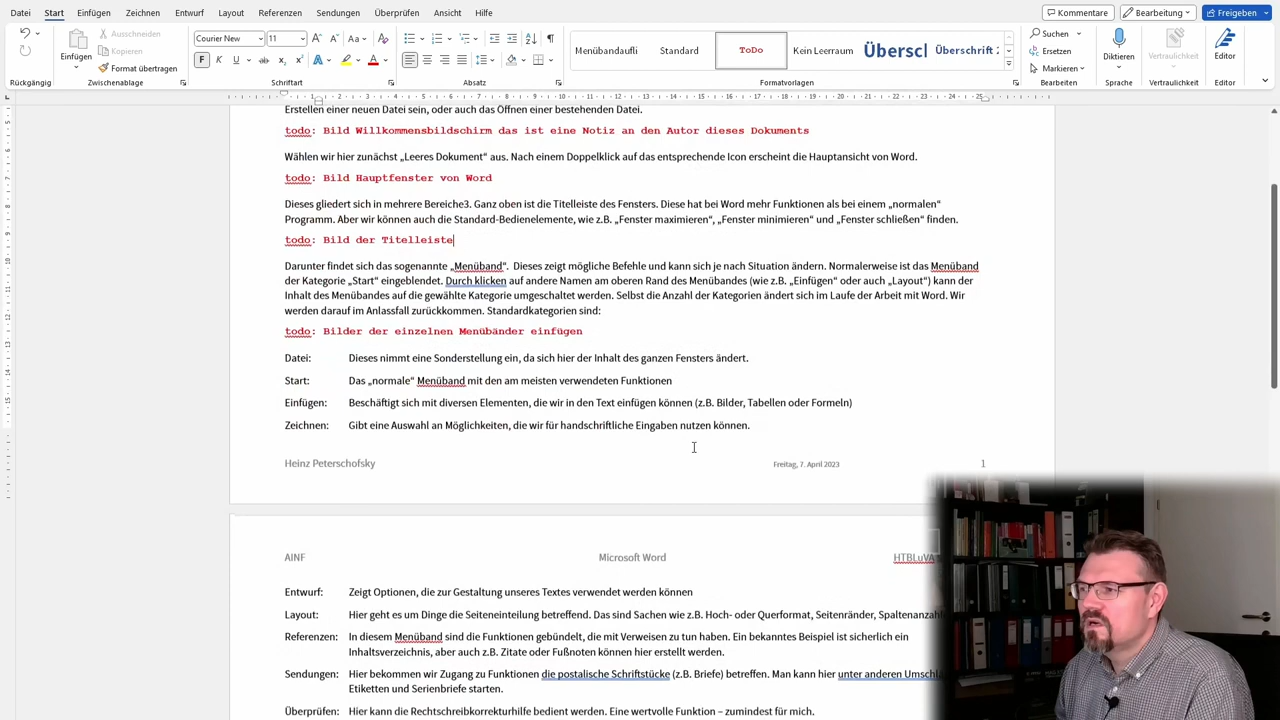 Datei Start Einfügen Zeichnen Entwurf Layout Referenzen Sendungen Überprüfen Ansicht Hilfe Kommentare Bearbeitung Freigeben
Ausschneiden
Kopieren
Einfügen
Format übertragen
Courier New 11
F K U
Menübandaufli Standard ToDo Kein Leerraum Überscl Überschrift
Suchen
Ersetzen
Markieren
Diktieren Vertraulichkeit Editor
Rückgängig Zwischenablage Schriftart Absatz Formatvorlagen Bearbeiten Sprache Vertraulichkeit Editor
Erstellen einer neuen Datei sein, oder auch das Öffnen einer bestehenden Datei.
todo: Bild Willkommensbildschirm das ist eine Notiz an den Autor dieses Dokuments
Wählen wir hier zunächst „Leeres Dokument“ aus. Nach einem Doppelklick auf das entsprechende Icon erscheint die Hauptansicht von Word.
todo: Bild Hauptfenster von Word
Dieses gliedert sich in mehrere Bereiche3. Ganz oben ist die Titelleiste des Fensters. Diese hat bei Word mehr Funktionen als bei einem „normalen“
Programm. Aber wir können auch die Standard-Bedienelemente, wie z.B. „Fenster maximieren“, „Fenster minimieren“ und „Fenster schließen“ finden.
todo: Bild der Titelleiste
Darunter findet sich das sogenannte „Menüband“. Dieses zeigt mögliche Befehle und kann sich je nach Situation ändern. Normalerweise ist das Menüband
der Kategorie „Start“ eingeblendet. Durch klicken auf andere Namen am oberen Rand des Menübandes (wie z.B. „Einfügen“ oder auch „Layout“) kann der
Inhalt des Menübandes auf die gewählte Kategorie umgeschaltet werden. Selbst die Anzahl der Kategorien ändert sich im Laufe der Arbeit mit Word. Wir
werden darauf im Anlassfall zurückkommen. Standardkategorien sind:
todo: Bilder der einzelnen Menübänder einfügen
Datei: Dieses nimmt eine Sonderstellung ein, da sich hier der Inhalt des ganzen Fensters ändert.
Start: Das „normale“ Menüband mit den am meisten verwendeten Funktionen
Einfügen: Beschäftigt sich mit diversen Elementen, die wir in den Text einfügen können (z.B. Bilder, Tabellen oder Formeln)
Zeichnen: Gibt eine Auswahl an Möglichkeiten, die wir für handschriftliche Eingaben nutzen können.
Heinz Peterschofsky Freitag, 7. April 2023 1
AINF Microsoft Word HTBLuVA
Entwurf: Zeigt Optionen, die zur Gestaltung unseres Textes verwendet werden können
Layout: Hier geht es um Dinge die Seiteneinteilung betreffend. Das sind Sachen wie z.B. Hoch- oder Querformat, Seitenränder,
Referenzen: In diesem Menüband sind die Funktionen gebündelt, die mit Verweisen zu tun haben. Ein bekanntes Beispiel ist sicherlich ein
Inhaltsverzeichnis, aber auch z.B. Zitate oder Fußnoten können hier erstellt werden.
Sendungen: Hier bekommen wir Zugang zu Funktionen die postalische Schriftstücke (z.B. Briefe) betreffen. Man kann hier unter anderen
Etiketten und Serienbriefe starten.
Überprüfen: Hier kann die Rechtschreibkorrekturhilfe bedient werden. Eine wertvolle Funktion – zumindest für mich.